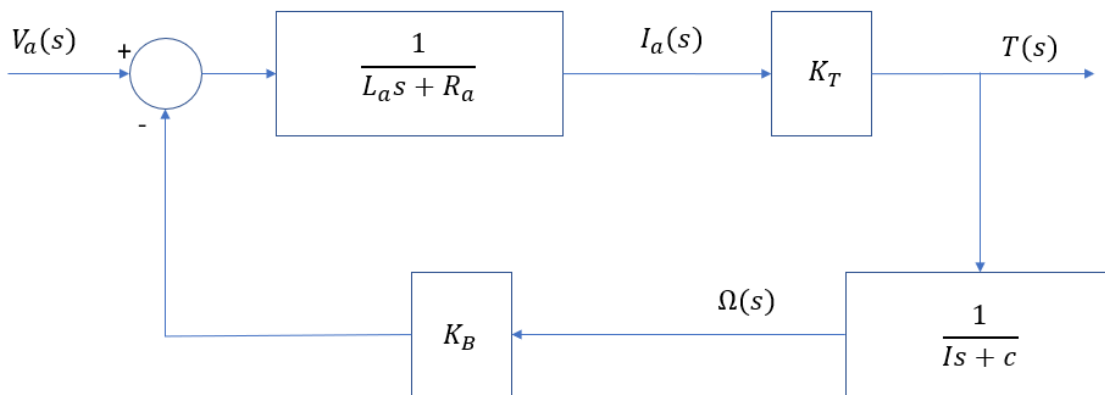 V_a(s)
+
-
1
L_a s + R_a
I_a(s)
K_T
T(s)
K_B
Ω(s)
1
Is + c